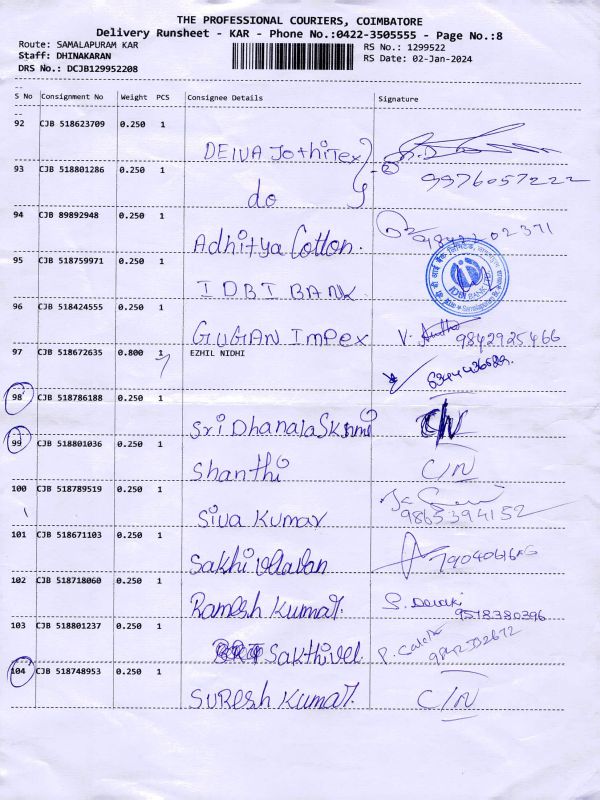 THE PROFESSIONAL COURIERS, COIMBATORE
Delivery Runsheet - KAR - Phone No.:0422-3505555 - Page No.:8
Route: SAMALAPURAM KAR RS No.: 1299522
Staff: DHINAKARAN RS Date: 02-Jan-2024
DRS No.: DCJB129952208
S No Consignment No Weight PCS Consignee Details Signature
92 CJB 518623709 0.250 1
DEIVA JothiTex
93 CJB 518801286 0.250 1
do 9976057222
94 CJB 89892948 0.250 1
Adhitya Cotton.
95 CJB 518759971 0.250 1
IDBI BANK
IDBI BANK
96 CJB 518424555 0.250 1
GUGAN Impex V. 9842925466
97 CJB 518672635 0.800 1 EZHIL NIDHI
98 CJB 518786188 0.250 1
Sri DhanalaSkhmi C/N
99 CJB 518801036 0.250 1
Shanthi C/N
100 CJB 518789519 0.250 1
Siva Kumar 9865394152
101 CJB 518671103 0.250 1
102 CJB 518718060 0.250 1
Ramesh Kumar. S. Devaki
9578380396
103 CJB 518801237 0.250 1
Sakthivel
104 CJB 518748953 0.250 1
SURESH Kumar. C/N